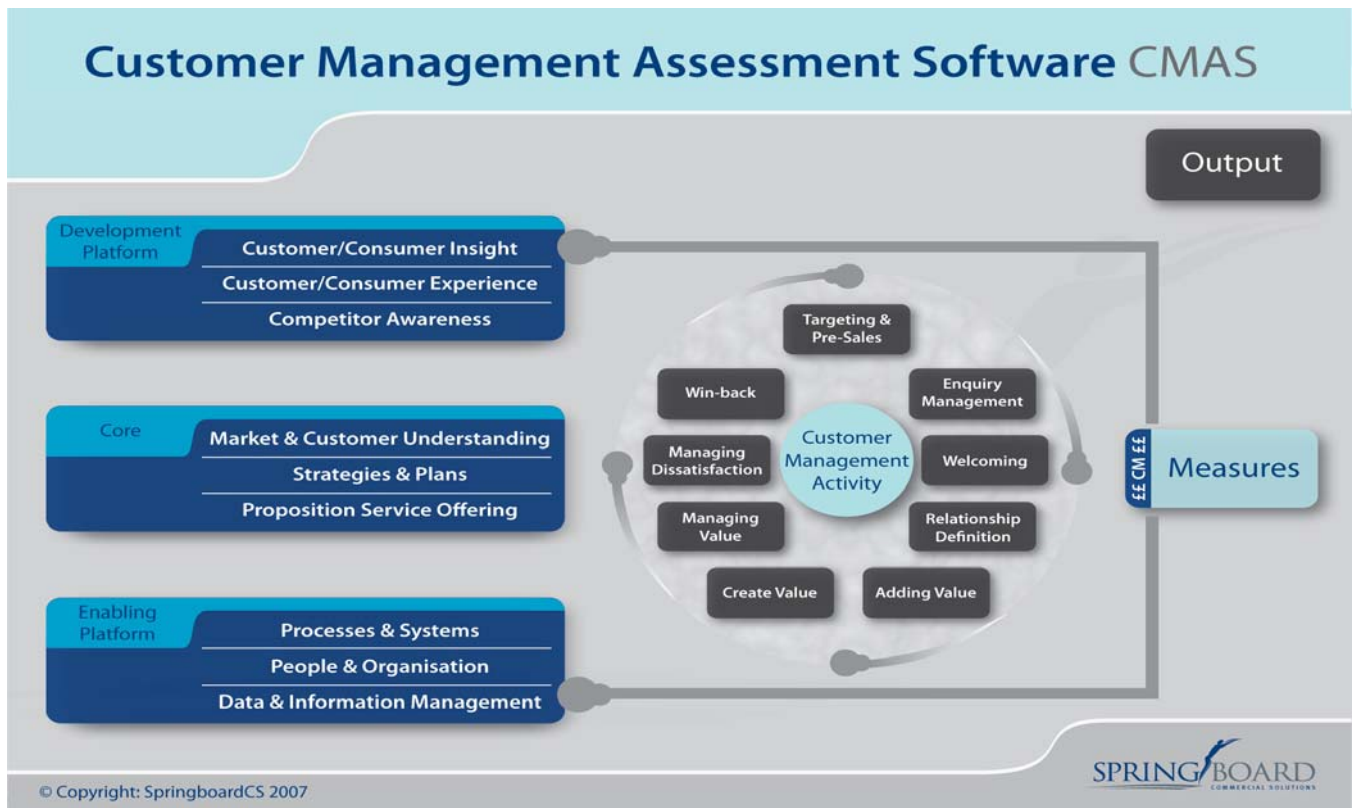 Customer Management Assessment Software CMAS
Output
Development
Platform
Customer/Consumer Insight
Customer/Consumer Experience
Competitor Awareness
Core
Market & Customer Understanding
Strategies & Plans
Proposition Service Offering
Enabling
Platform
Processes & Systems
People & Organisation
Data & Information Management
Targeting &
Pre-Sales
Enquiry
Management
Welcoming
Relationship
Definition
Adding Value
Create Value
Managing
Value
Managing
Dissatisfaction
Win-back
Customer
Management
Activity
££ CM ££
Measures
© Copyright: SpringboardCS 2007
SPRINGBOARD
COMMERCIAL SOLUTIONS